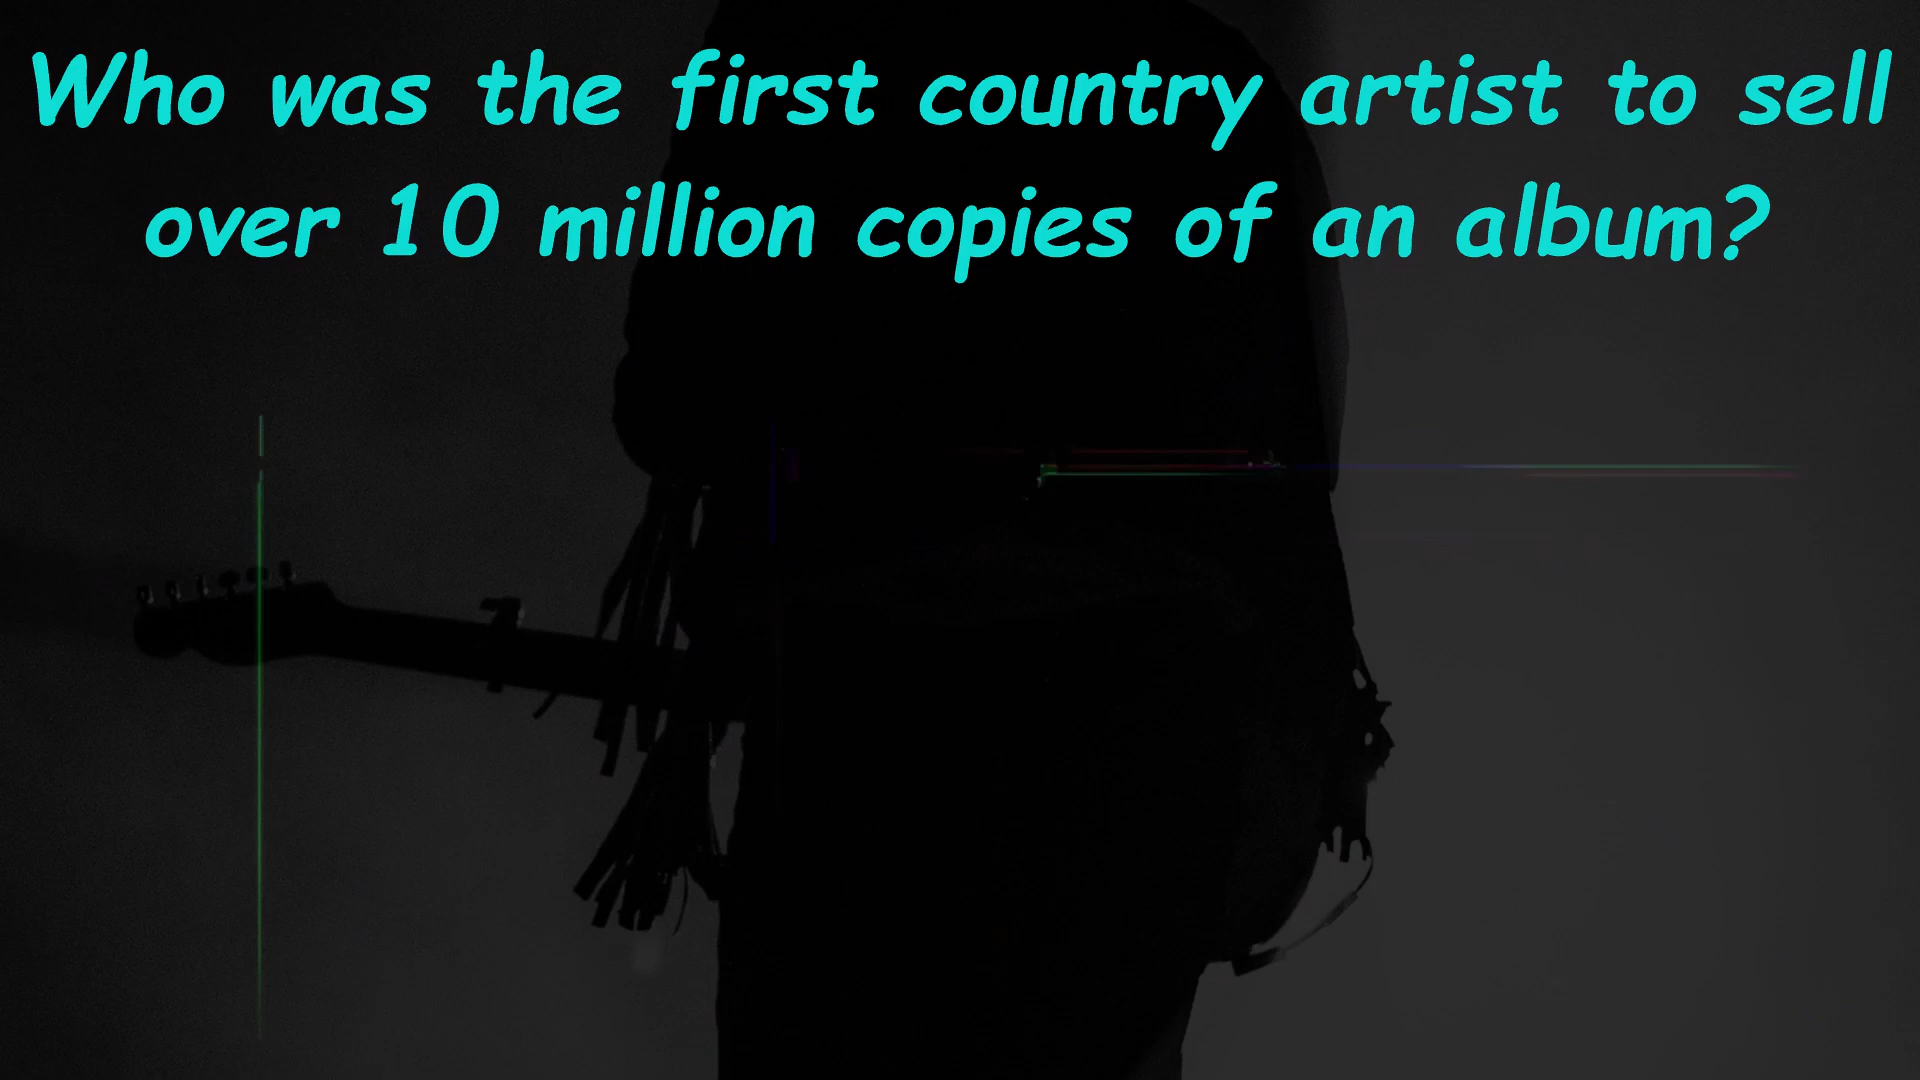 Who was the first country artist to sell
over 10 million copies of an album?